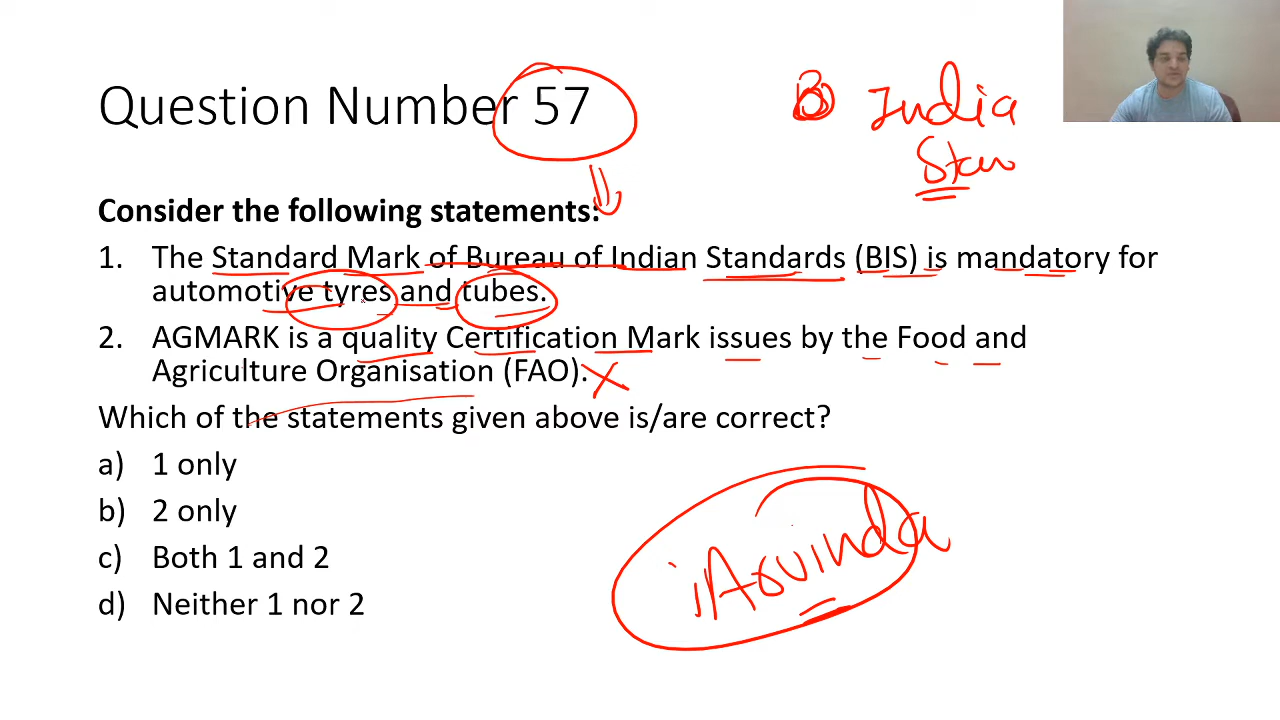 Question Number 57
B India
Stan
Consider the following statements:
1. The Standard Mark of Bureau of Indian Standards (BIS) is mandatory for
automotive tyres and tubes.
2. AGMARK is a quality Certification Mark issues by the Food and
Agriculture Organisation (FAO). X
Which of the statements given above is/are correct?
a) 1 only
b) 2 only
c) Both 1 and 2
d) Neither 1 nor 2
iArvinda